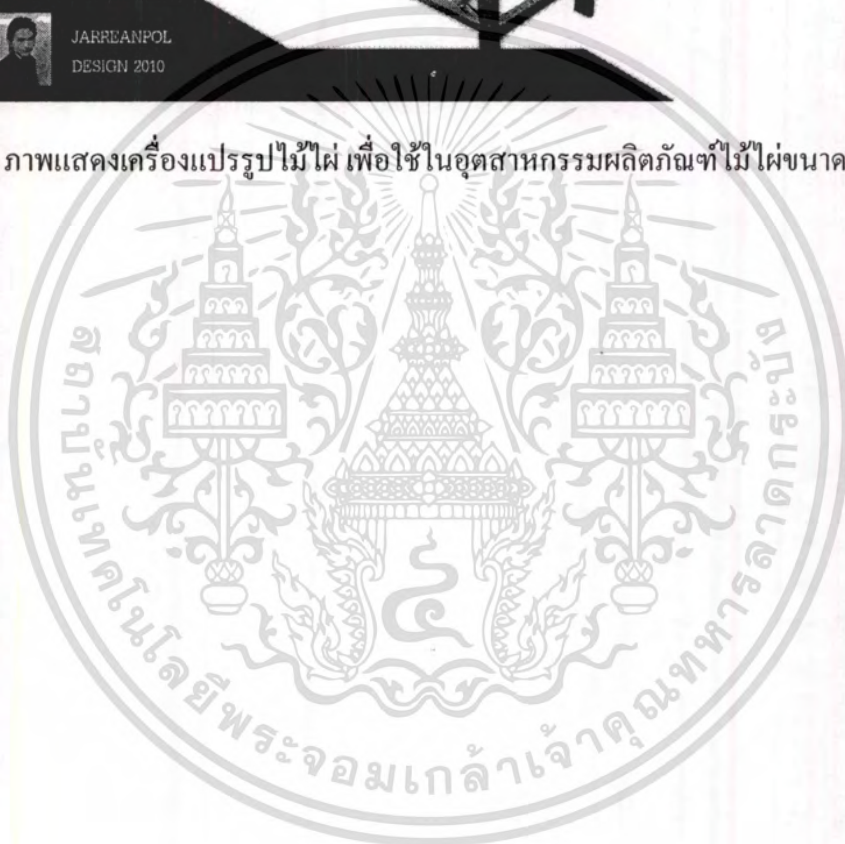 JARREANPOL
DESIGN 2010
ภาพแสดงเครื่องแปรรูปไม้ไผ่ เพื่อใช้ในอุตสาหกรรมผลิตภัณฑ์ไม้ไผ่ขนาด
สถาบันเทคโนโลยีพระจอมเกล้าเจ้าคุณทหารลาดกระบัง